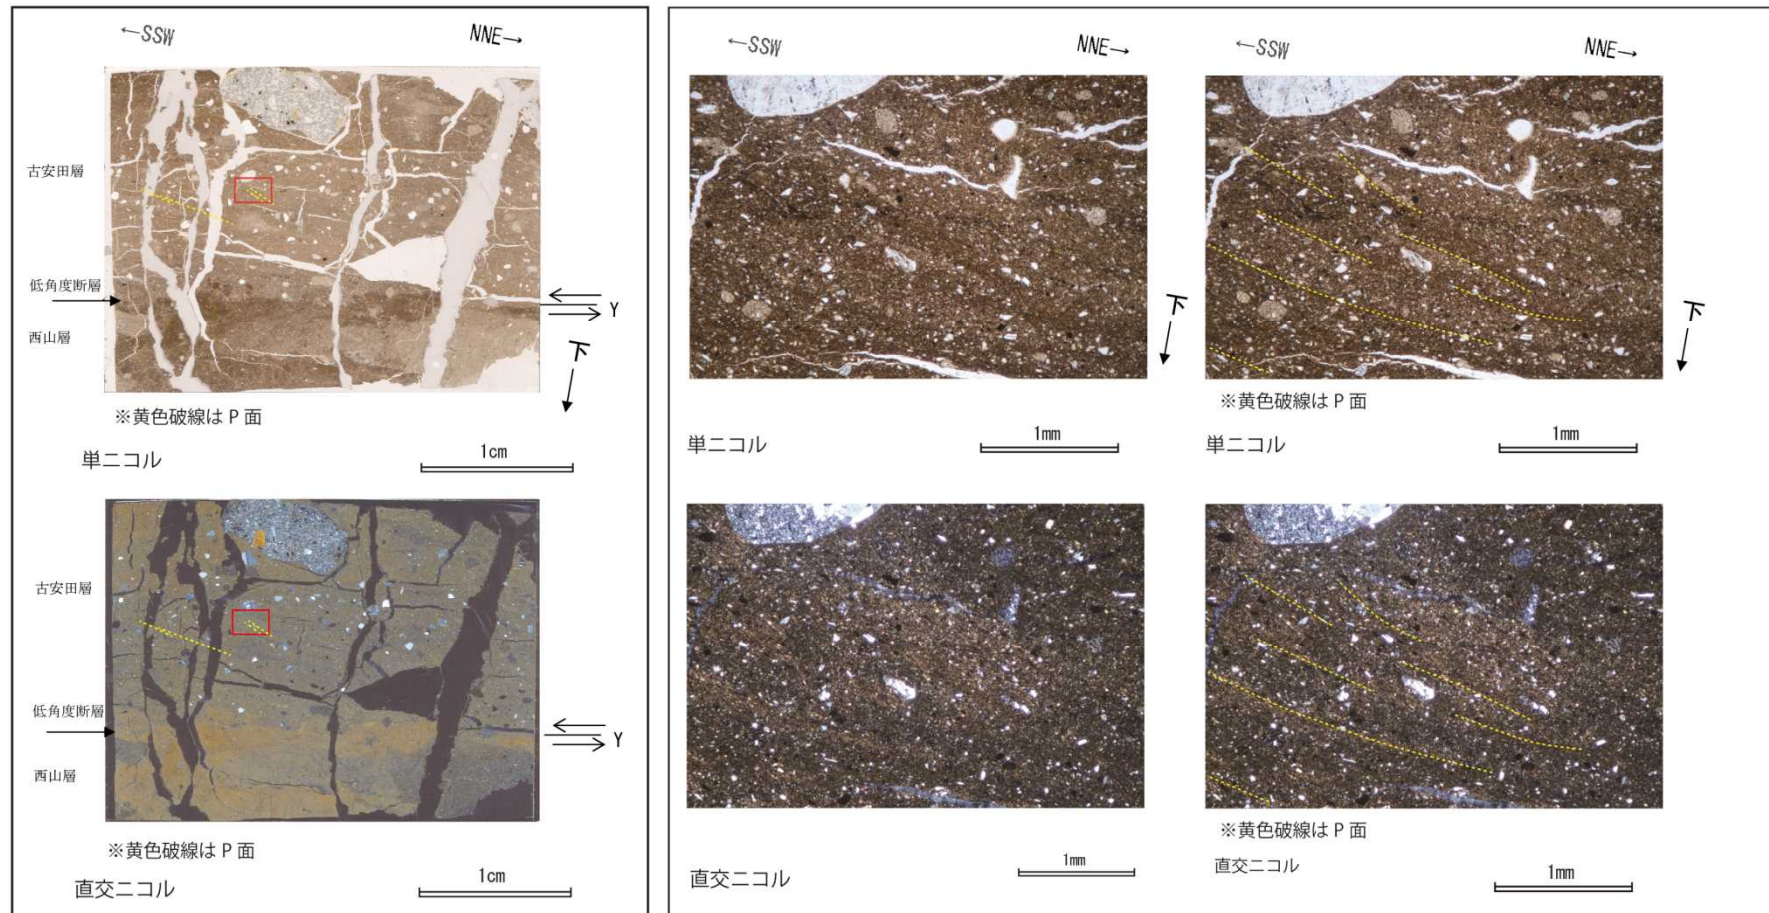 ←SSW
NNE→
古安田層
低角度断層
Y
西山層
下
※黄色破線は P 面
単ニコル
1cm
古安田層
低角度断層
Y
西山層
※黄色破線は P 面
直交ニコル
1cm
←SSW
NNE→
←SSW
NNE→
下
下
※黄色破線は P 面
単ニコル
1mm
単ニコル
1mm
※黄色破線は P 面
直交ニコル
1mm
直交ニコル
1mm